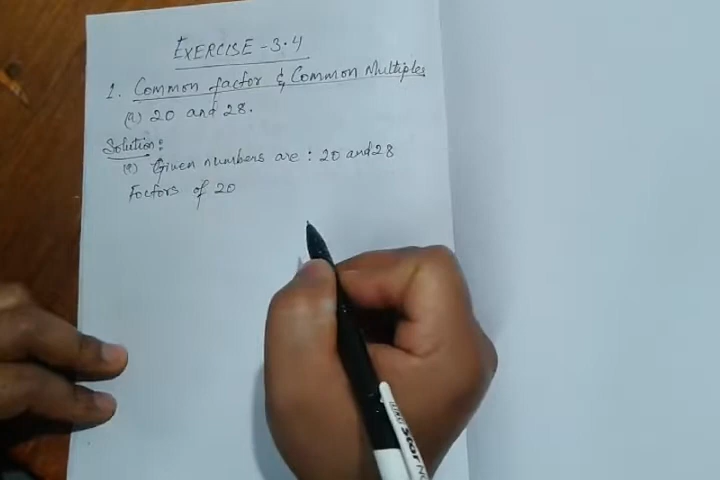 EXERCISE - 3.4
1. Common factor & Common Multiples
(a) 20 and 28.
Solution:
(a) Given numbers are : 20 and 28
Factors of 20